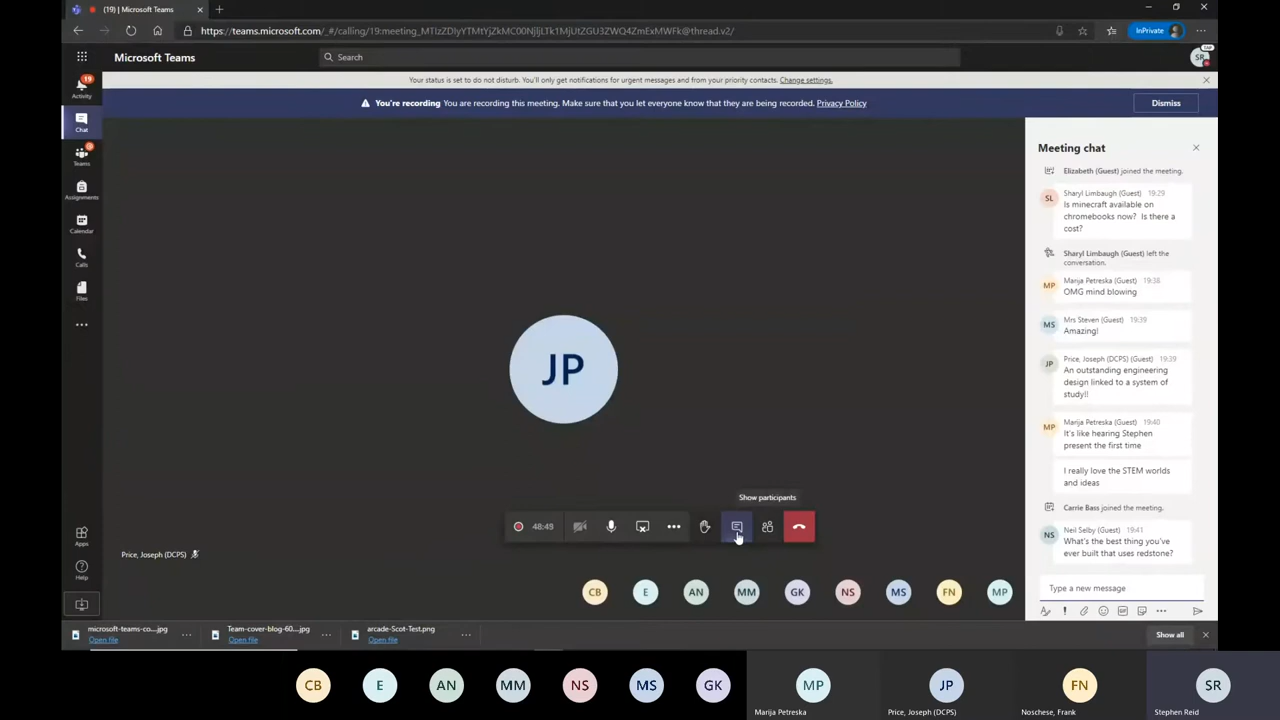 (19) | Microsoft Teams
https://teams.microsoft.com/_#/calling/19:meeting_
InPrivate
Microsoft Teams
Search
SR
Your status is set to do not disturb. You'll only get notifications for urgent messages and from your priority contacts. Change settings.
You're recording You are recording this meeting. Make sure that you let everyone know that they are being recorded. Privacy Policy
Dismiss
19
Activity
Chat
Teams
Assignments
Calendar
Calls
Files
Apps
Help
JP
Show participants
48:49
Price, Joseph (DCPS)
CB E AN MM GK NS MS FN MP
Meeting chat
Elizabeth (Guest) joined the meeting.
SL
Sharyl Limbaugh (Guest) 19:29
Is minecraft available on
chromebooks now? Is there a
cost?
Sharyl Limbaugh (Guest) left the
conversation.
MP
Marija Petreska (Guest) 19:38
OMG mind blowing
MS
Mrs Steven (Guest) 19:39
Amazing!
JP
Price, Joseph (DCPS) (Guest) 19:39
An outstanding engineering
design linked to a system of
study!!
MP
Marija Petreska (Guest) 19:40
It's like hearing Stephen
present the first time
I really love the STEM worlds
and ideas
Carrie Bass joined the meeting.
NS
Neil Selby (Guest) 19:41
What's the best thing you've
ever built that uses redstone?
Type a new message
microsoft-teams-co....jpg
Open file
Team-cover-blog-60....jpg
Open file
arcade-Scot-Test.png
Open file
Show all
CB E AN MM NS MS GK MP JP FN SR
Marija Petreska
Price, Joseph (DCPS)
Noschese, Frank
Stephen Reid